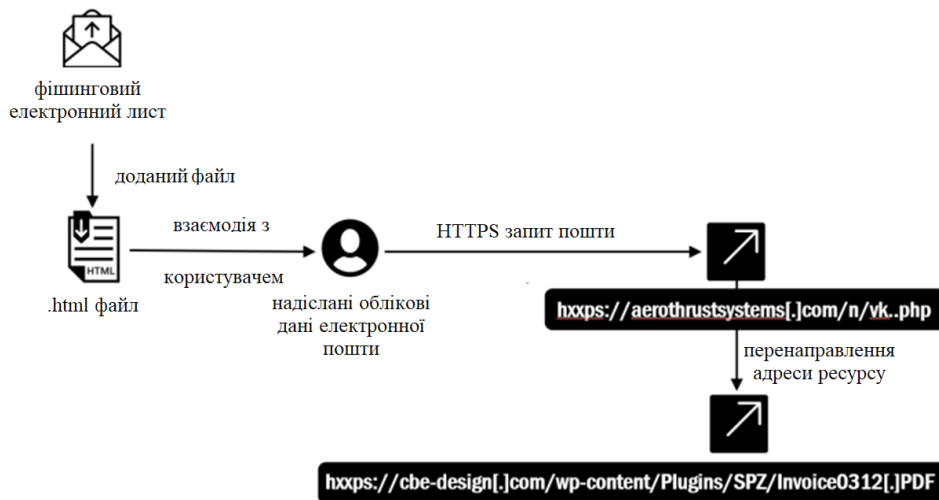 фішинговий
електронний лист
доданий файл
HTML
.html файл
взаємодія з
користувачем
надіслані облікові
дані електронної
пошти
HTTPS запит пошти
hxxps://aerothrustsystems[.]com/n/vk..php
перенаправлення
адреси ресурсу
hxxps://cbe-design[.]com/wp-content/Plugins/SPZ/Invoice0312[.]PDF